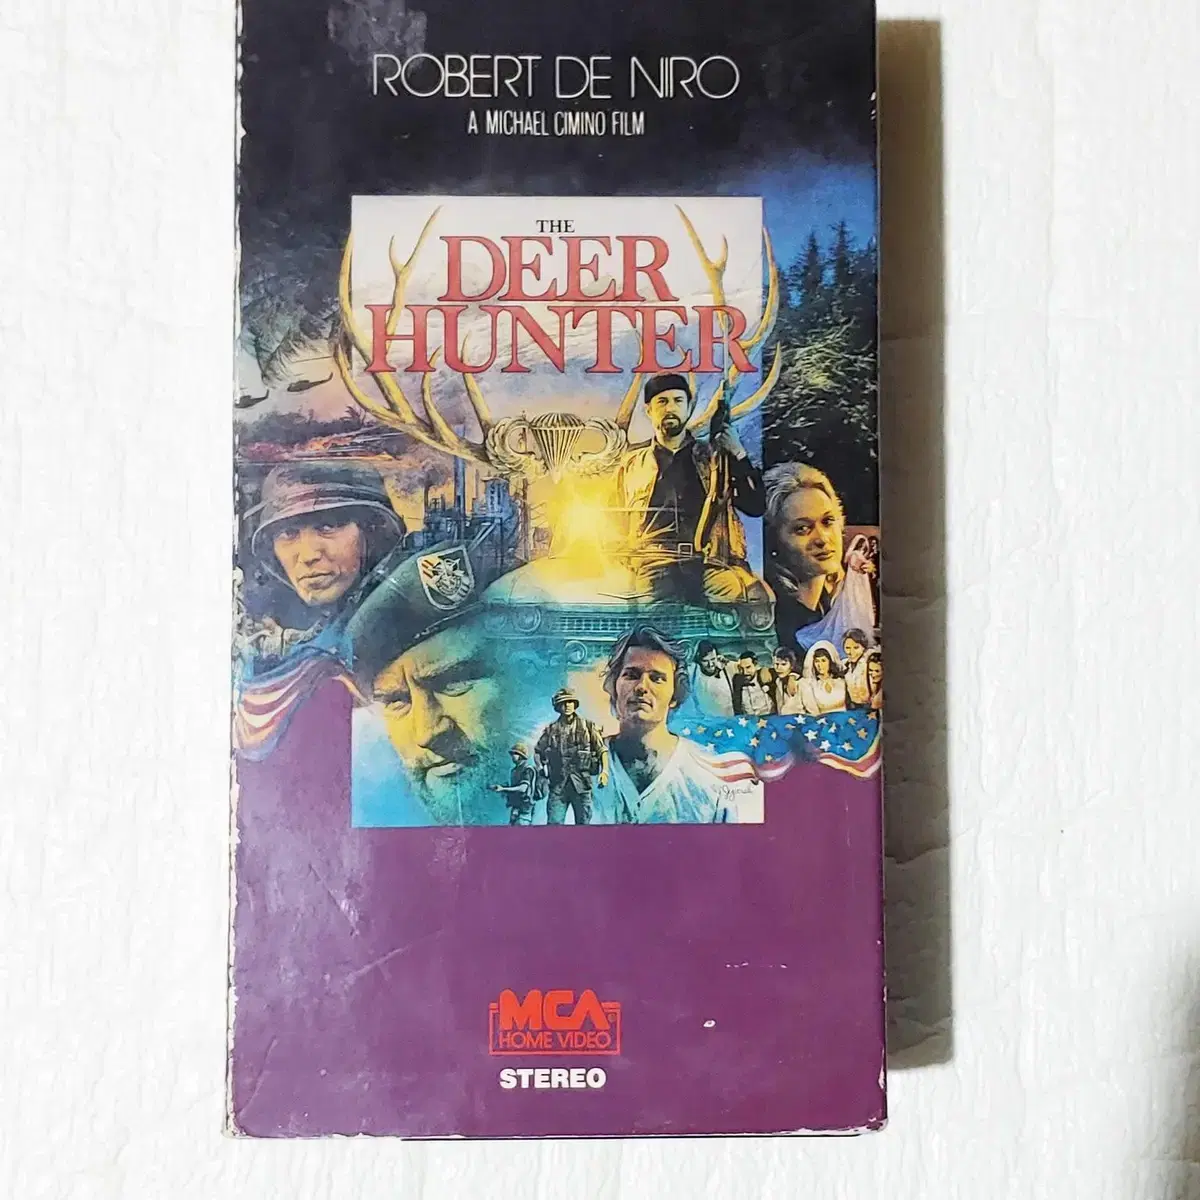 ROBERT DE NIRO
A MICHAEL CIMINO FILM
THE
DEER
HUNTER
MCA
HOME VIDEO
STEREO